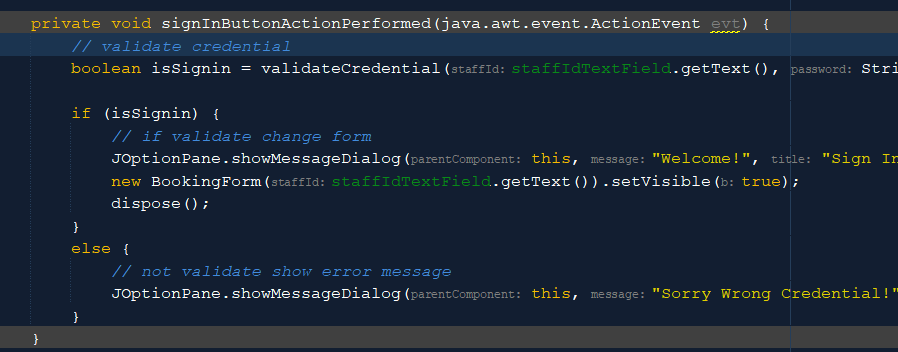 private void signInButtonActionPerformed(java.awt.event.ActionEvent evt) {
// validate credential
boolean isSignin = validateCredential(staffId: staffIdTextField.getText(), password: Stri
if (isSignin) {
// if validate change form
JOptionPane.showMessageDialog(parentComponent: this, message: "Welcome!", title: "Sign In
new BookingForm(staffId: staffIdTextField.getText()).setVisible(b: true);
dispose();
}
else {
// not validate show error message
JOptionPane.showMessageDialog(parentComponent: this, message: "Sorry Wrong Credential!"
}
}